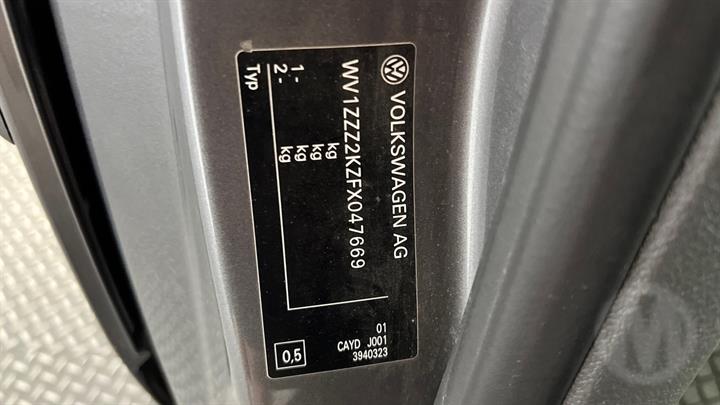 VOLKSWAGEN AG
WV1ZZZ2KZFX047669
kg
kg
1 - kg
2 - kg
Typ
01
CAYD J001
3940323
0,5